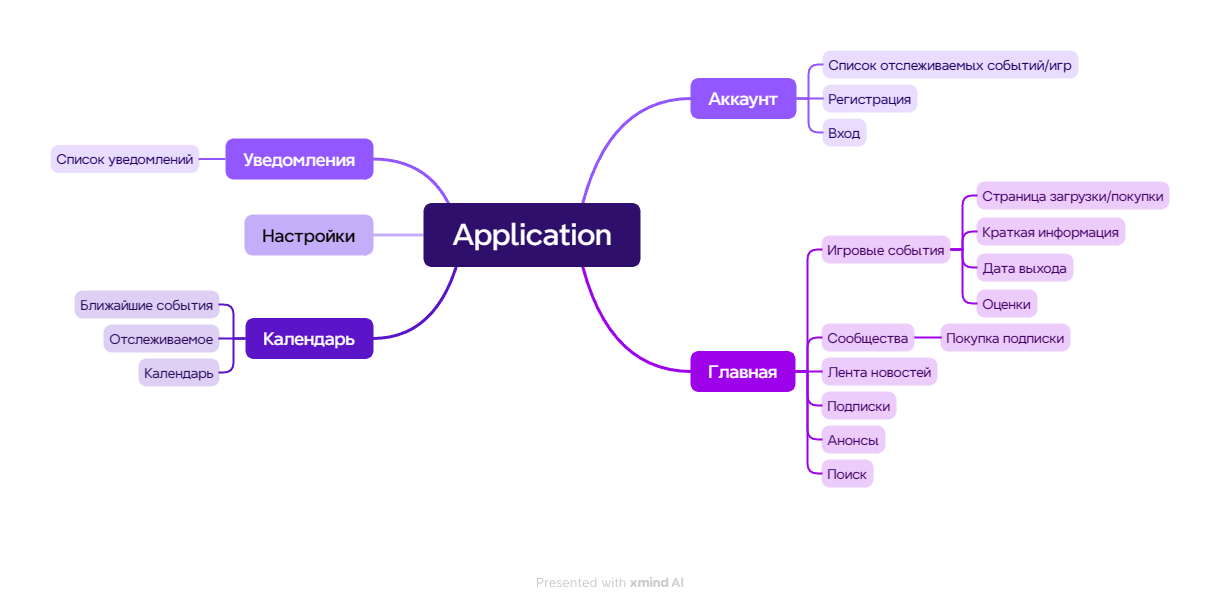 Application
Аккаунт
Список отслеживаемых событий/игр
Регистрация
Вход
Главная
Игровые события
Страница загрузки/покупки
Краткая информация
Дата выхода
Оценки
Сообщества
Покупка подписки
Лента новостей
Подписки
Анонсы
Поиск
Уведомления
Список уведомлений
Настройки
Календарь
Ближайшие события
Отслеживаемое
Календарь
Presented with xmind AI